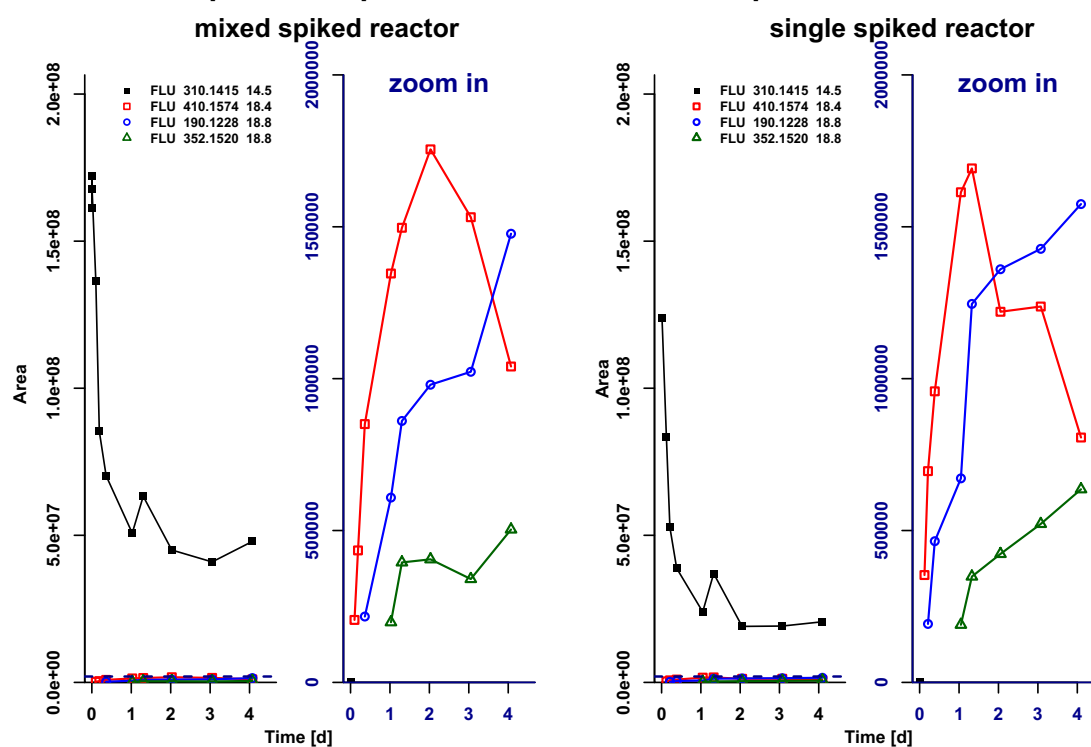 mixed spiked reactor
single spiked reactor
zoom in
zoom in
FLU 310.1415 14.5
FLU 410.1574 18.4
FLU 190.1228 18.8
FLU 352.1520 18.8
FLU 310.1415 14.5
FLU 410.1574 18.4
FLU 190.1228 18.8
FLU 352.1520 18.8
Area
0.0e+00
5.0e+07
1.0e+08
1.5e+08
2.0e+08
0
500000
1000000
1500000
2000000
Area
0.0e+00
5.0e+07
1.0e+08
1.5e+08
2.0e+08
0
500000
1000000
1500000
2000000
0 1 2 3 4
0 1 2 3 4
0 1 2 3 4
0 1 2 3 4
Time [d]
Time [d]